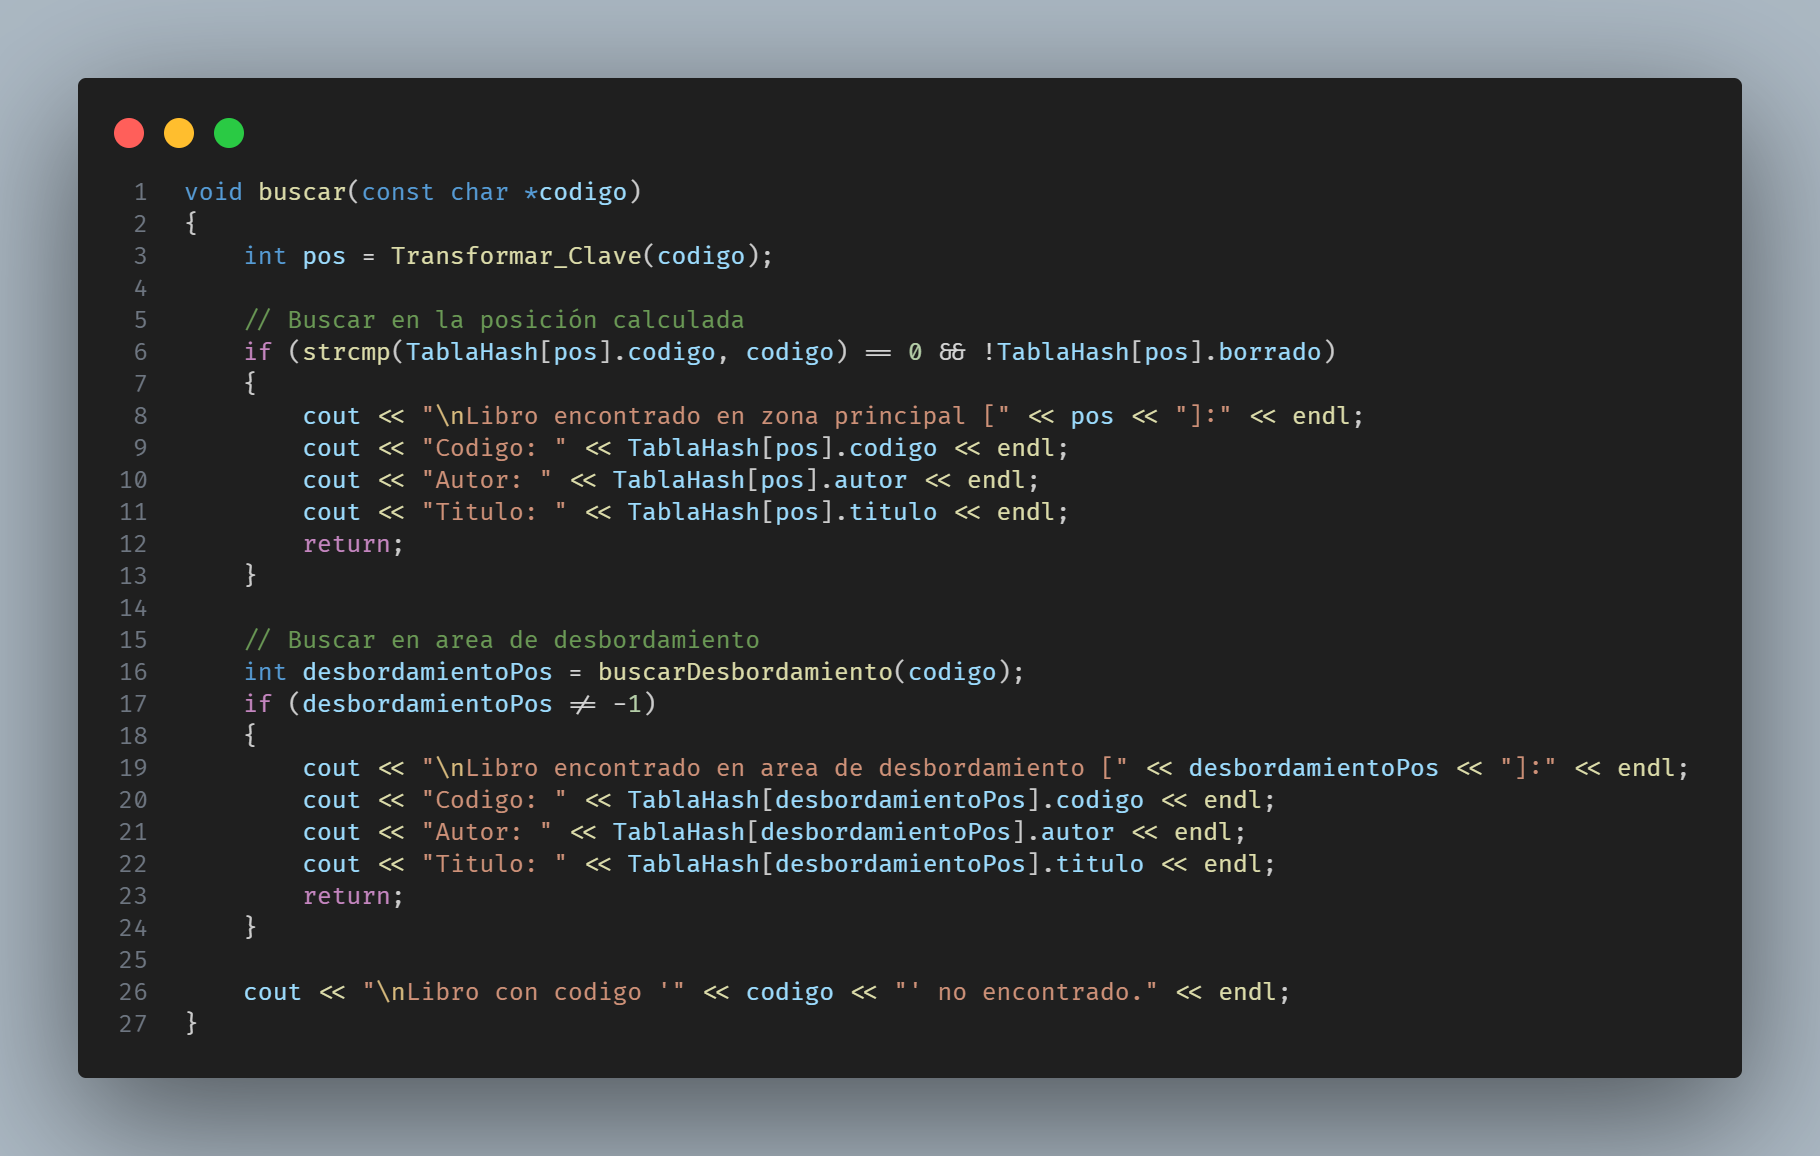 1 void buscar(const char *codigo)
2 {
3     int pos = Transformar_Clave(codigo);
4
5     // Buscar en la posición calculada
6     if (strcmp(TablaHash[pos].codigo, codigo) == 0 && !TablaHash[pos].borrado)
7     {
8         cout << "\nLibro encontrado en zona principal [" << pos << "]:" << endl;
9         cout << "Codigo: " << TablaHash[pos].codigo << endl;
10         cout << "Autor: " << TablaHash[pos].autor << endl;
11         cout << "Titulo: " << TablaHash[pos].titulo << endl;
12         return;
13     }
14
15     // Buscar en area de desbordamiento
16     int desbordamientoPos = buscarDesbordamiento(codigo);
17     if (desbordamientoPos != -1)
18     {
19         cout << "\nLibro encontrado en area de desbordamiento [" << desbordamientoPos << "]:" << endl;
20         cout << "Codigo: " << TablaHash[desbordamientoPos].codigo << endl;
21         cout << "Autor: " << TablaHash[desbordamientoPos].autor << endl;
22         cout << "Titulo: " << TablaHash[desbordamientoPos].titulo << endl;
23         return;
24     }
25
26     cout << "\nLibro con codigo '" << codigo << "' no encontrado." << endl;
27 }